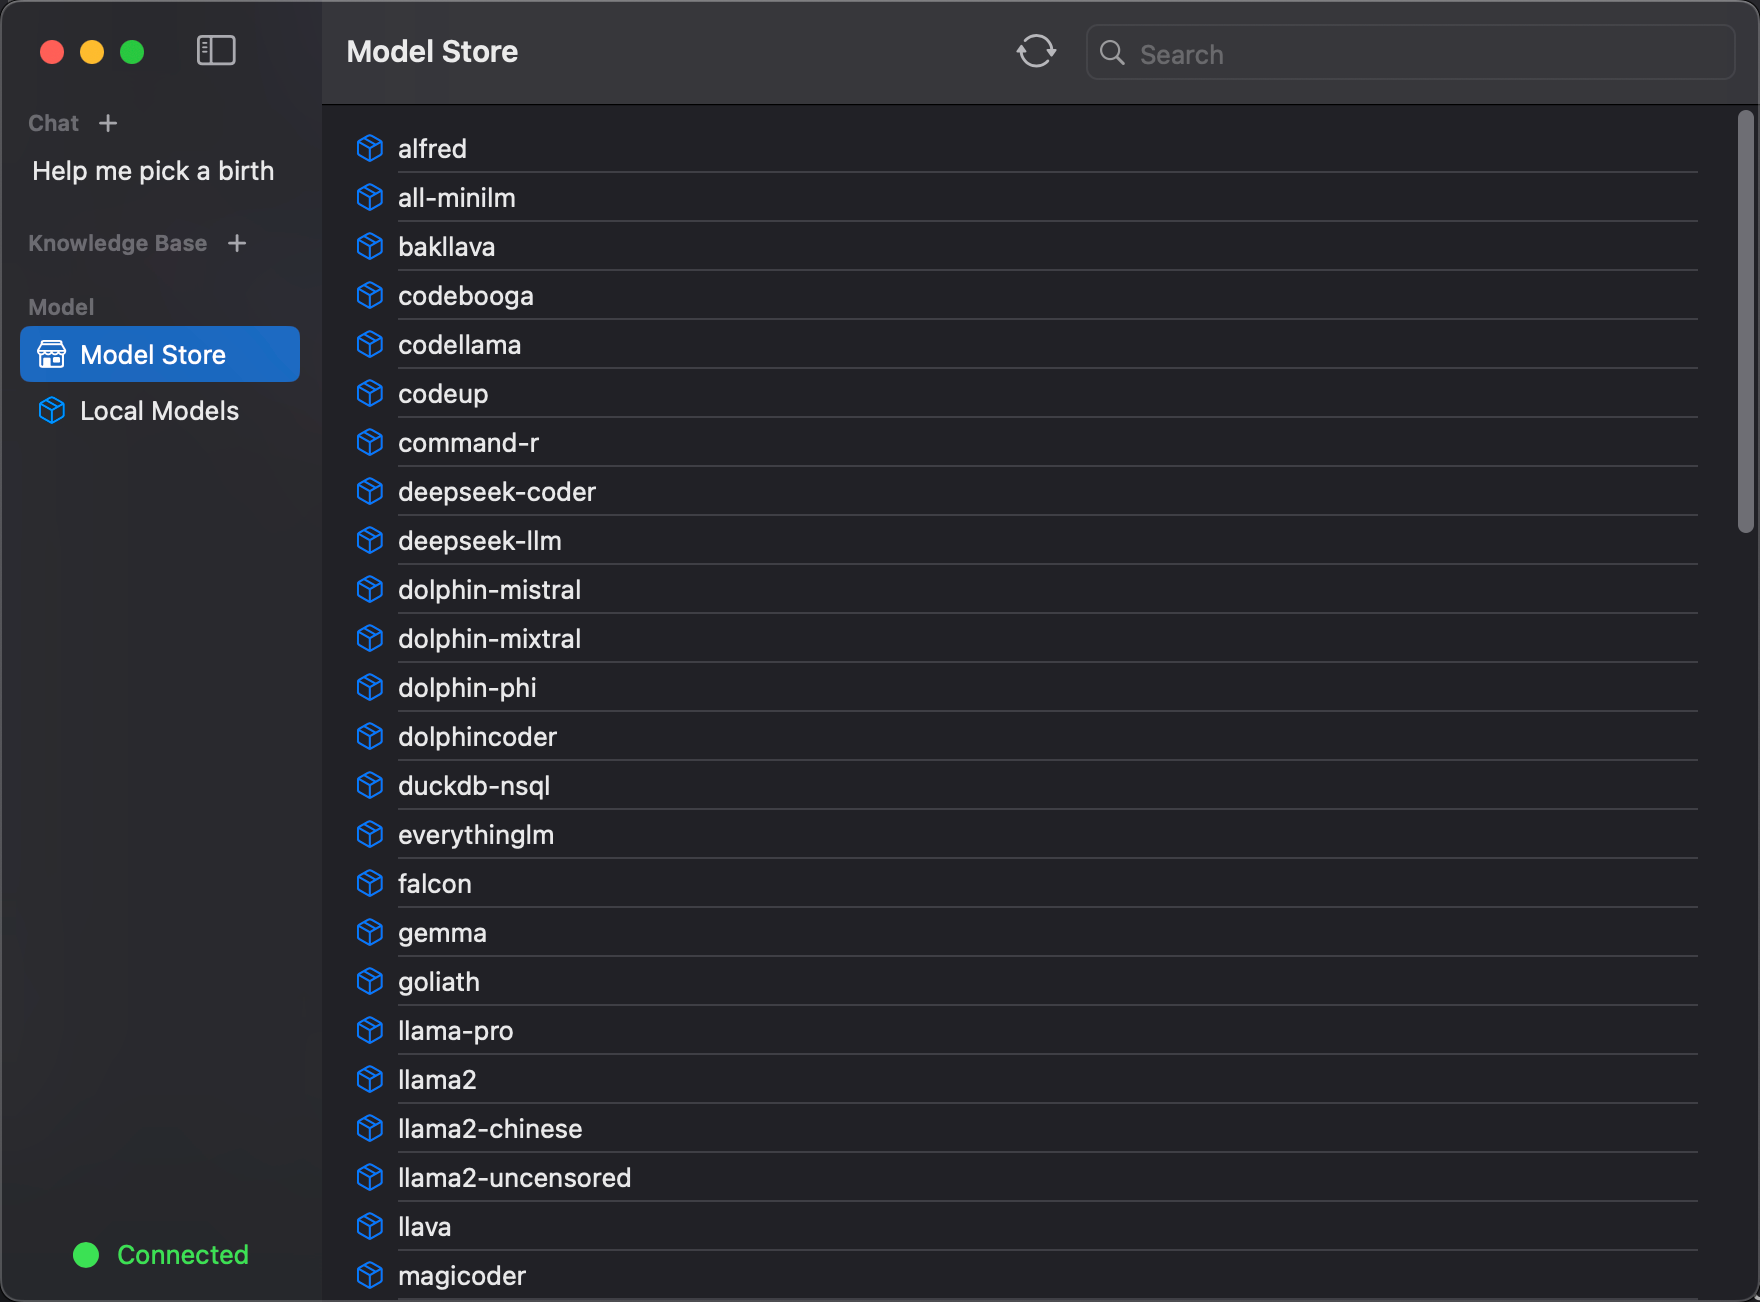 Model Store
Search
Chat +
Help me pick a birth
Knowledge Base +
Model
Model Store
Local Models
Connected
alfred
all-minilm
bakllava
codebooga
codellama
codeup
command-r
deepseek-coder
deepseek-llm
dolphin-mistral
dolphin-mixtral
dolphin-phi
dolphincoder
duckdb-nsql
everythinglm
falcon
gemma
goliath
llama-pro
llama2
llama2-chinese
llama2-uncensored
llava
magicoder